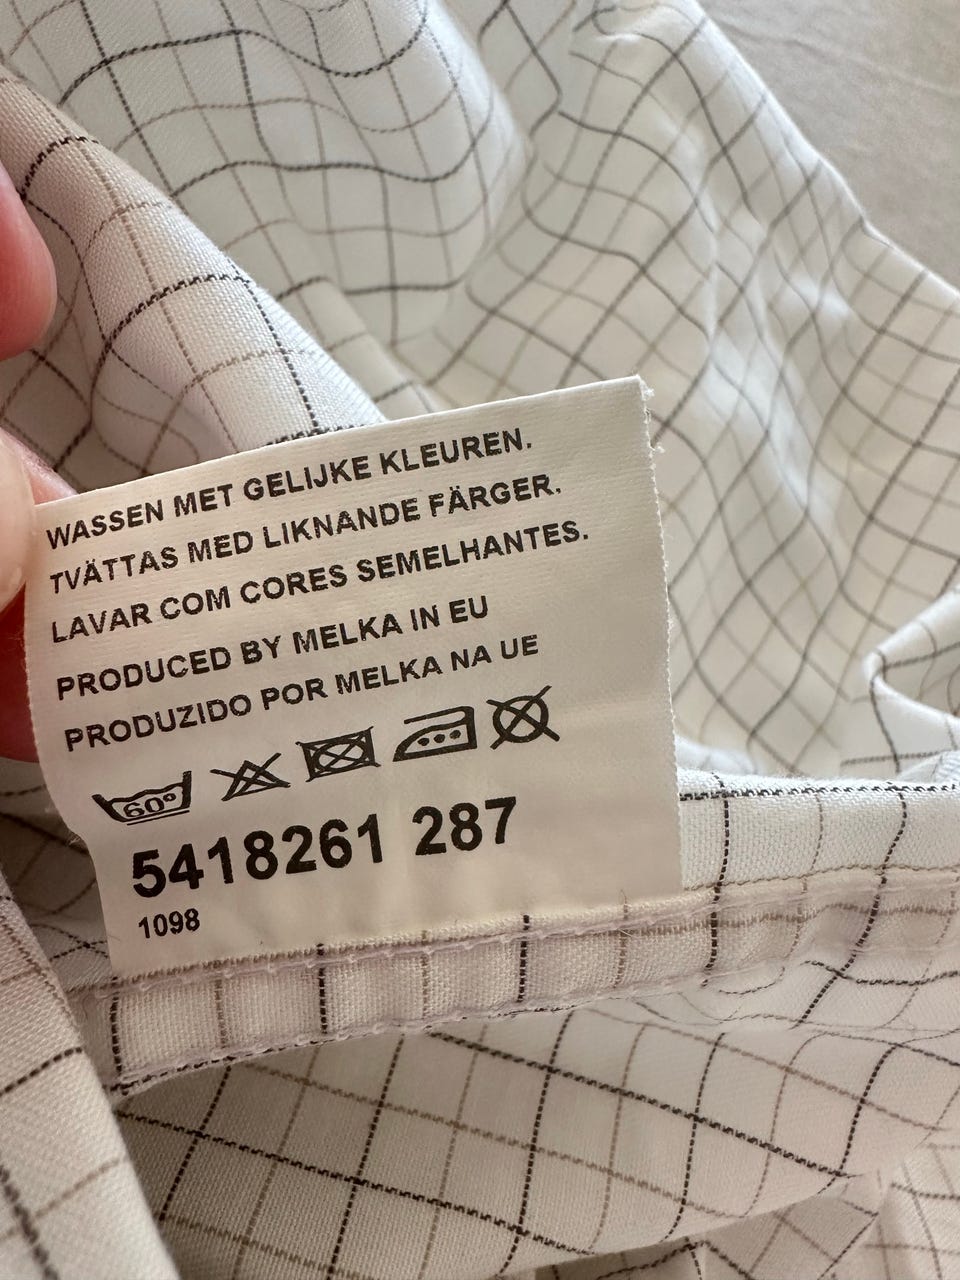 WASSEN MET GELIJKE KLEUREN.
TVÄTTAS MED LIKNANDE FÄRGER.
LAVAR COM CORES SEMELHANTES.
PRODUCED BY MELKA IN EU
PRODUZIDO POR MELKA NA UE
60°
5418261 287
1098